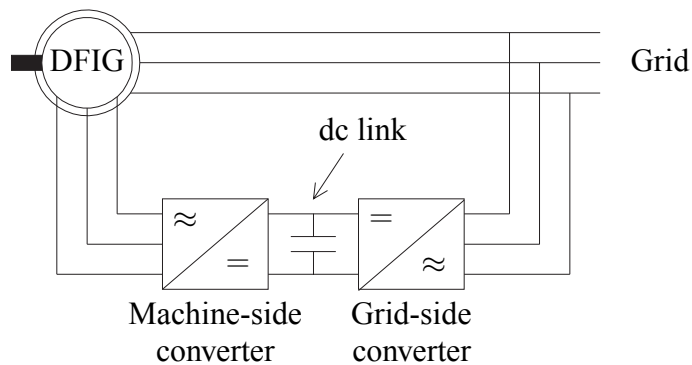 DFIG
Grid
dc link
≈
=
=
≈
Machine-side
converter
Grid-side
converter